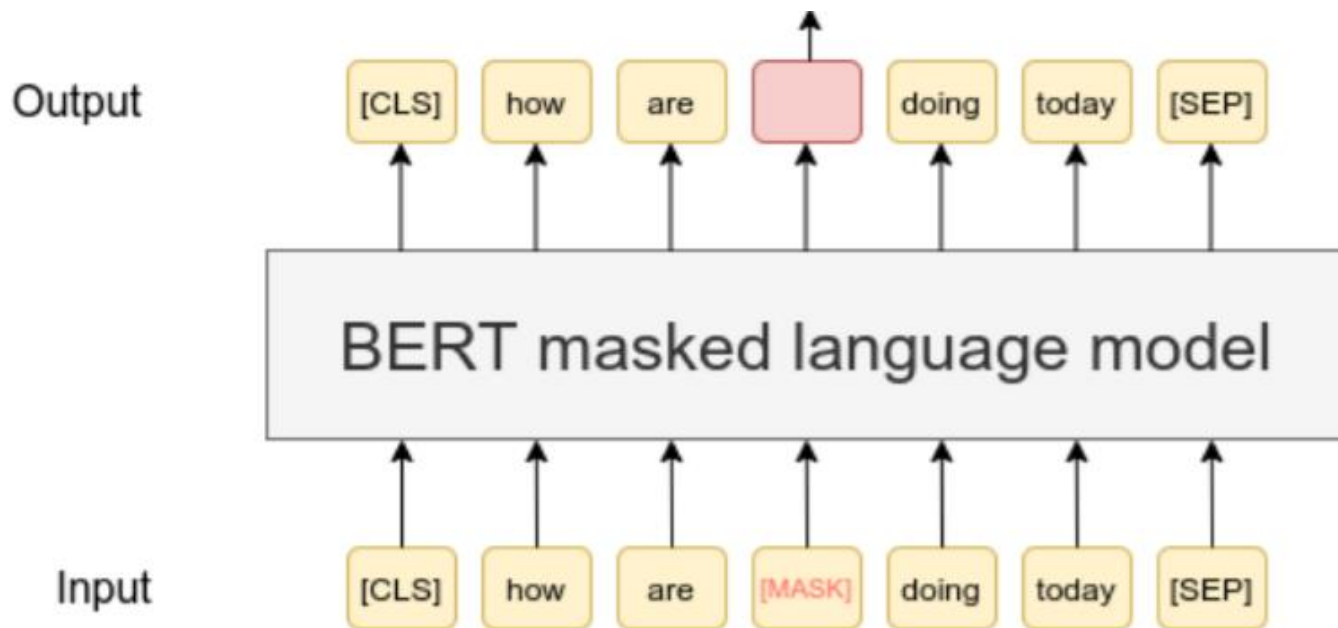 Output [CLS] how are doing today [SEP]
BERT masked language model
Input [CLS] how are [MASK] doing today [SEP]